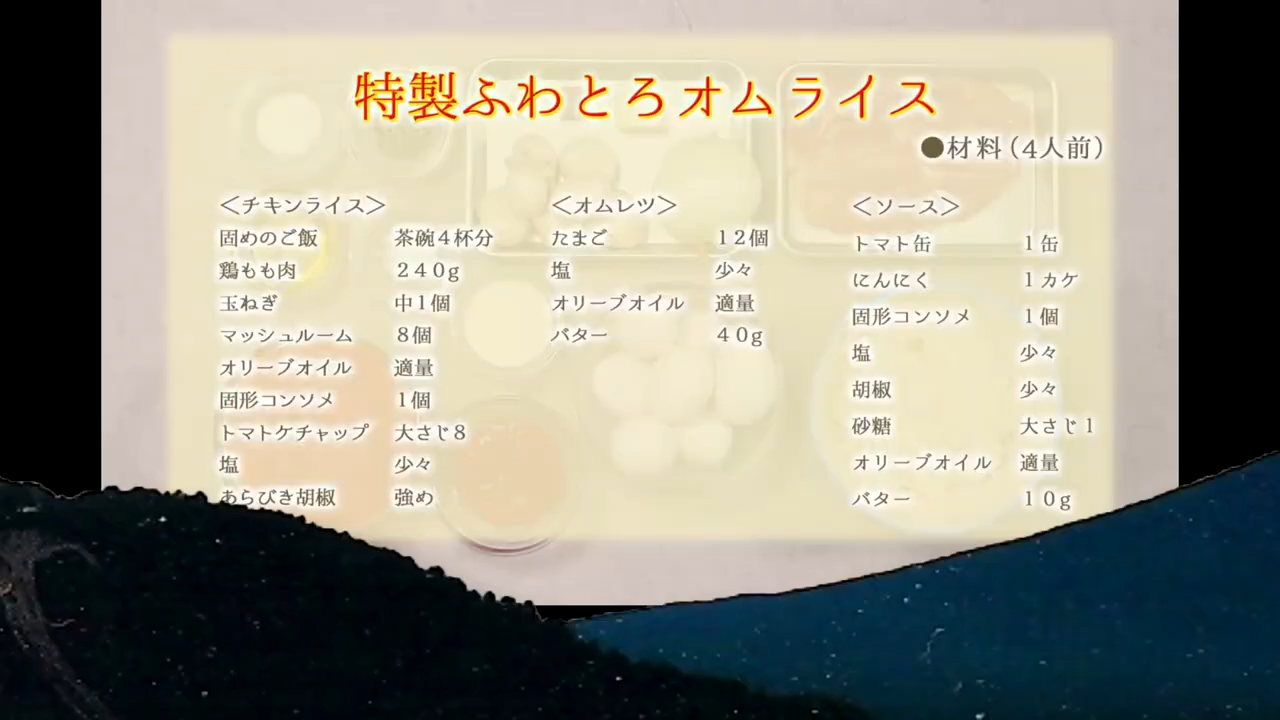 特製ふわとろオムライス
●材料(4人前)
＜チキンライス＞
固めのご飯 茶碗４杯分
鶏もも肉 ２４０g
玉ねぎ 中１個
マッシュルーム ８個
オリーブオイル 適量
固形コンソメ １個
トマトケチャップ 大さじ８
塩 少々
あらびき胡椒 強め
＜オムレツ＞
たまご １２個
塩 少々
オリーブオイル 適量
バター ４０g
＜ソース＞
トマト缶 １缶
にんにく １カケ
固形コンソメ １個
塩 少々
胡椒 少々
砂糖 大さじ１
オリーブオイル 適量
バター １０g